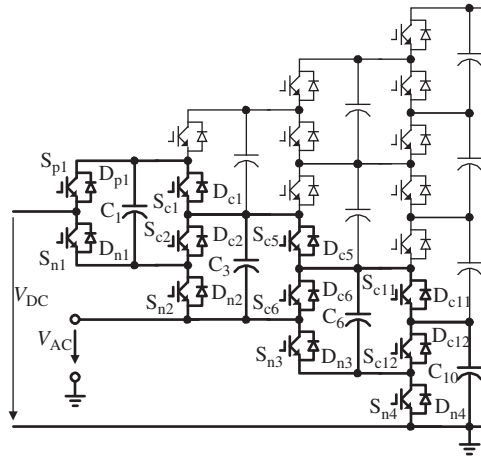 S_p1 D_p1
C_1 S_c1 D_c1
S_n1 D_n1 S_c2 D_c2 S_c5 D_c5
C_3
V_DC S_n2 D_n2 S_c6 D_c6 S_c11 D_c11
V_AC C_6
S_n3 D_n3 S_c12 D_c12
C_10
S_n4 D_n4